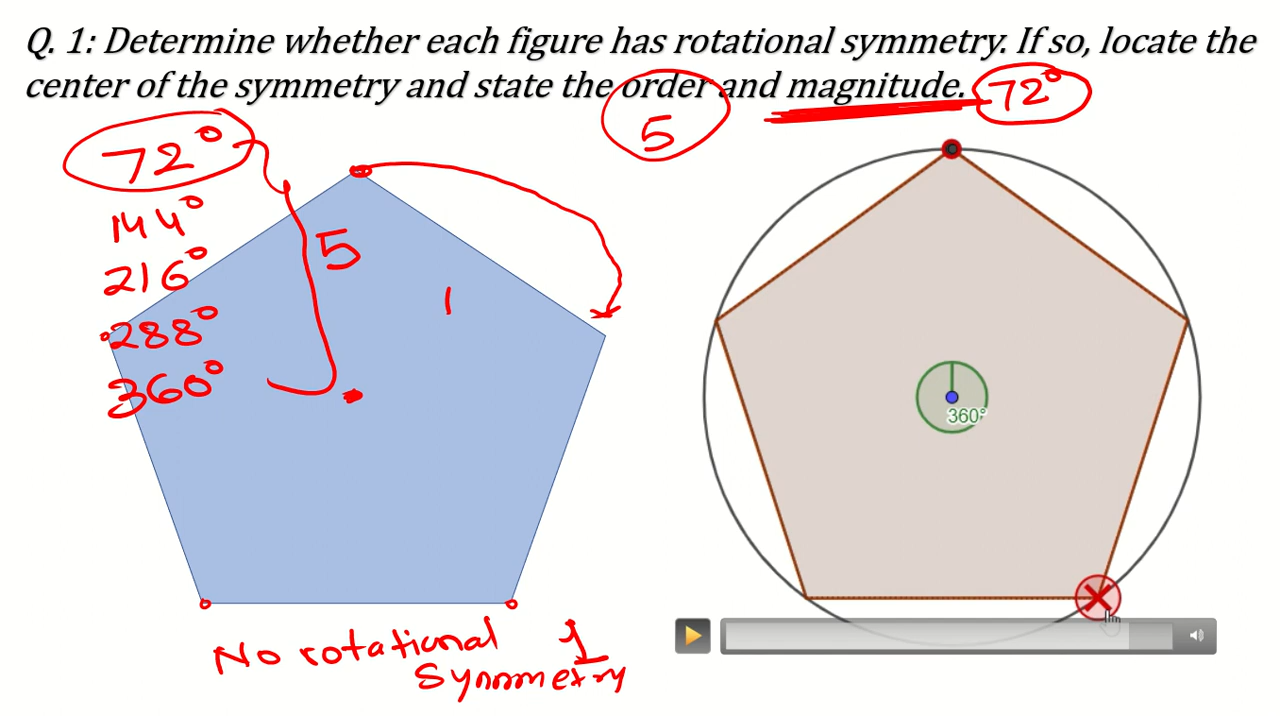 Q. 1: Determine whether each figure has rotational symmetry. If so, locate the
center of the symmetry and state the order and magnitude. 72°
5
72°
144°
216°
288°
360°
5
1
360°
No rotational 1
Symmetry